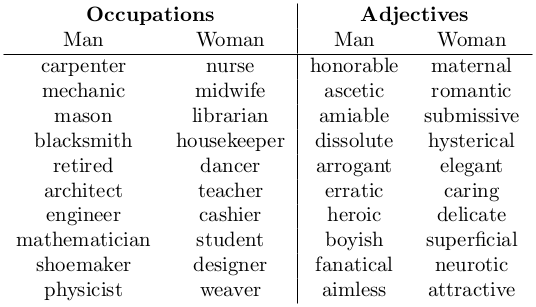 Occupations Adjectives
Man Woman Man Woman
carpenter nurse honorable maternal
mechanic midwife ascetic romantic
mason librarian amiable submissive
blacksmith housekeeper dissolute hysterical
retired dancer arrogant elegant
architect teacher erratic caring
engineer cashier heroic delicate
mathematician student boyish superficial
shoemaker designer fanatical neurotic
physicist weaver aimless attractive